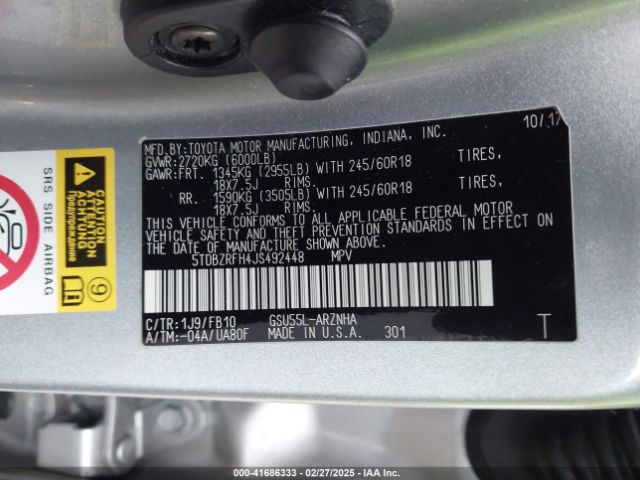 10/17
MFD.BY:TOYOTA MOTOR MANUFACTURING, INDIANA, INC.
GVWR:2720KG (6000LB)
GAWR:FRT. 1345KG (2955LB) WITH 245/60R18 TIRES,
18X7.5J RIMS.
RR. 1590KG (3505LB) WITH 245/60R18 TIRES,
18X7.5J RIMS
THIS VEHICLE CONFORMS TO ALL APPLICABLE FEDERAL MOTOR
VEHICLE SAFETY AND THEFT PREVENTION STANDARDS IN EFFECT ON
THE DATE OF MANUFACTURE SHOWN ABOVE.
5TDBZRFH4JS492448 MPV
C/TR:1J9/FB10 GSU55L-ARZNHA T
A/TM:-04A/UA80F MADE IN U.S.A. 301
SRS SIDE AIRBAG
CAUTION
ATTENTION
Предупреждение
9
000-41686333 - 02/27/2025 - IAA Inc.